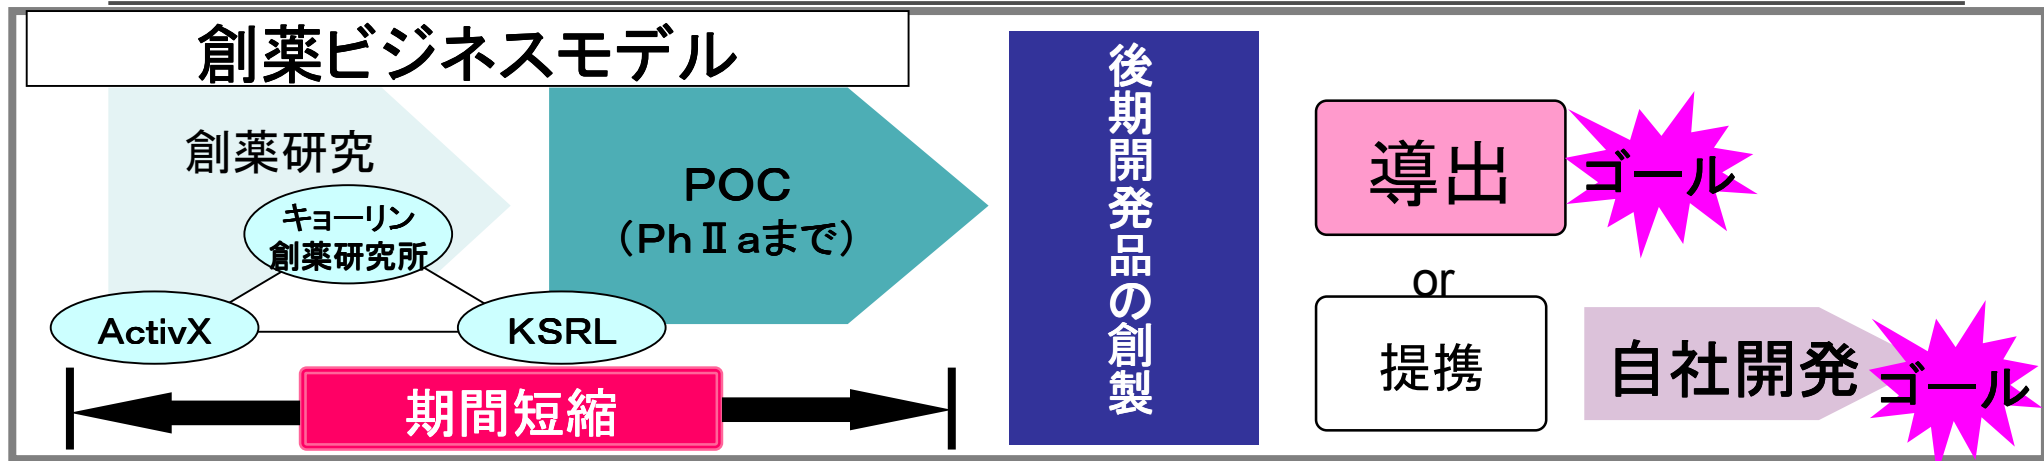 創薬ビジネスモデル
創薬研究
キョーリン
創薬研究所
ActivX
KSRL
期間短縮
POC
（PhⅡaまで）
後期開発品の創製
導出
ゴール
or
提携
自社開発
ゴール